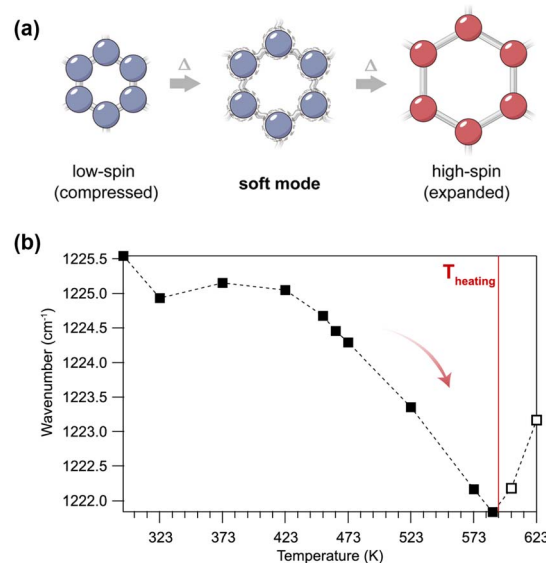 (a)
Δ
Δ
low-spin
(compressed)
soft mode
high-spin
(expanded)
(b)
1225.5
1225.0
1224.5
1224.0
1223.5
1223.0
1222.5
1222.0
Wavenumber (cm⁻¹)
Theating
323
373
423
473
523
573
623
Temperature (K)